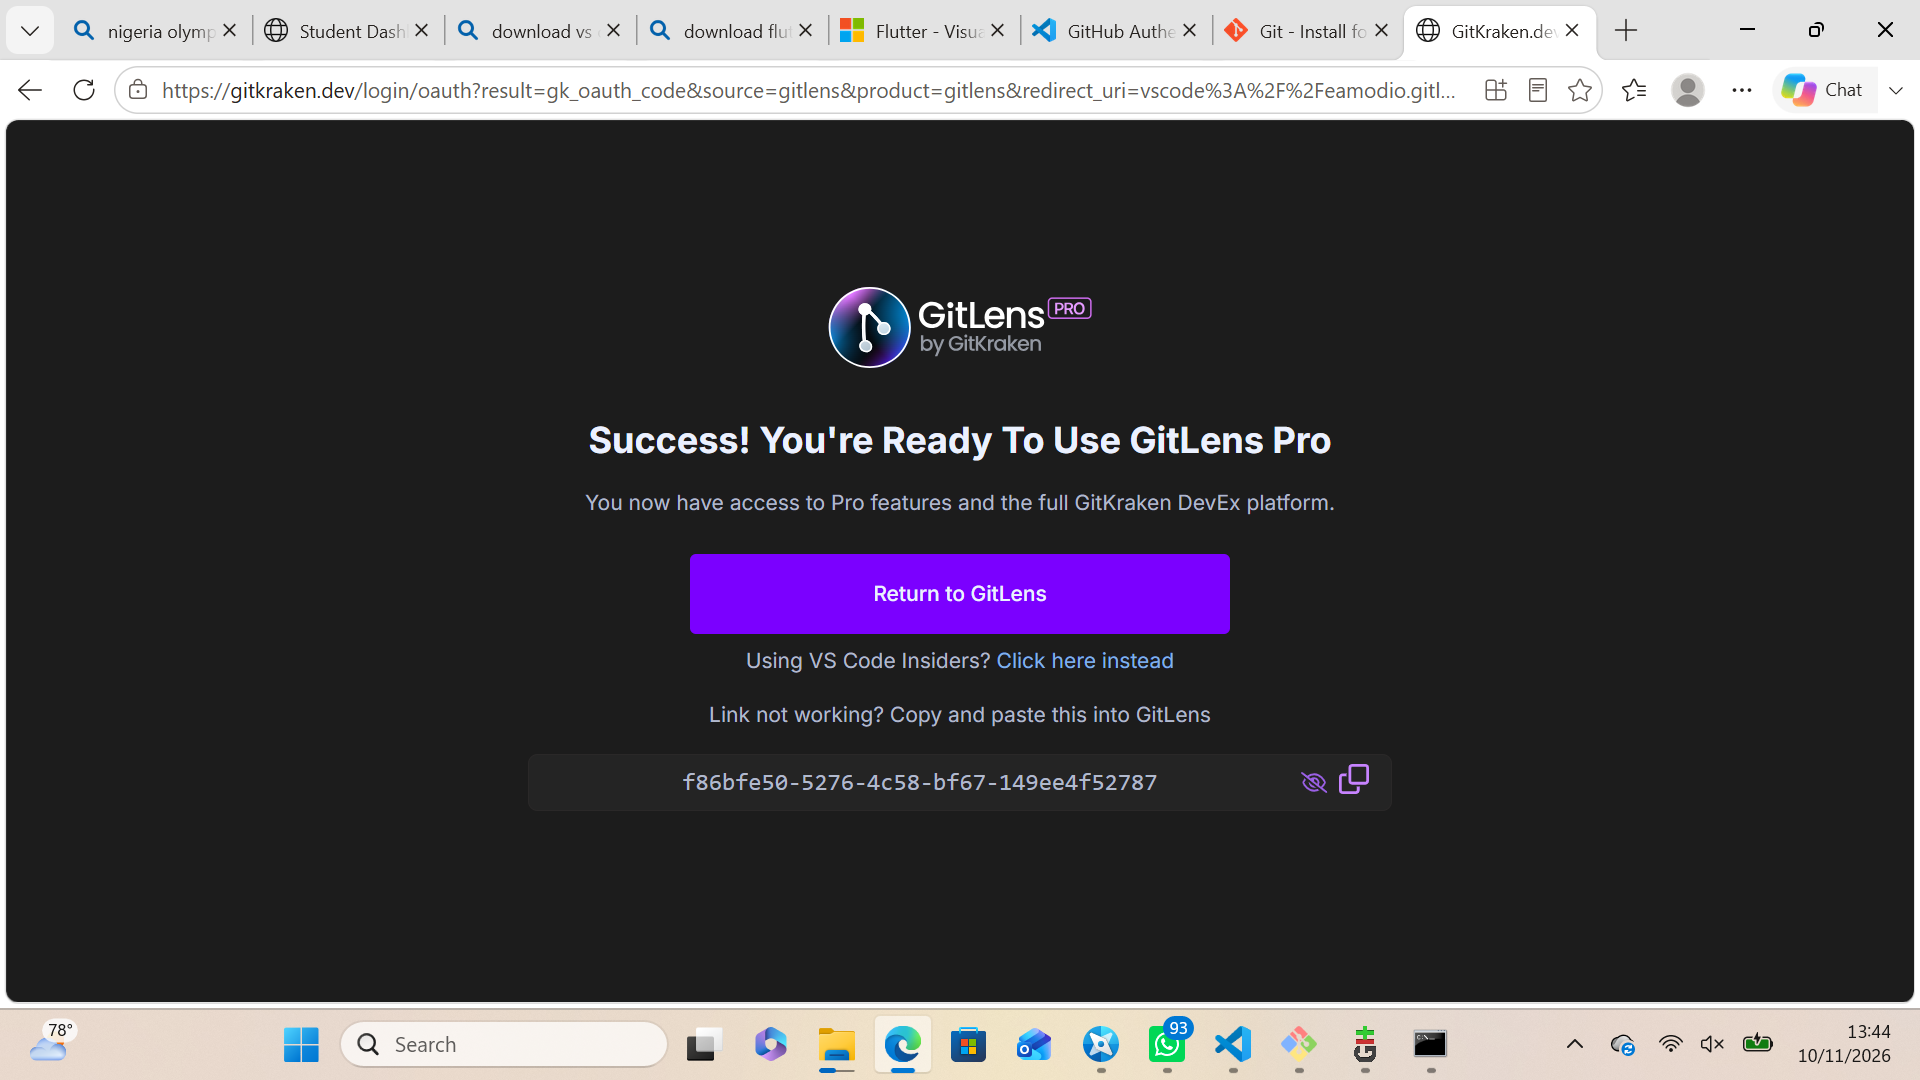 nigeria olymp
Student Dash
download vs
download flut
Flutter - Visua
GitHub Authe
Git - Install fo
GitKraken.dev
https://gitkraken.dev/login/oauth?result=gk_oauth_code&source=gitlens&product=gitlens&redirect_uri=vscode%3A%2F%2Feamodio.gitl...
Chat
GitLens PRO
by GitKraken
Success! You're Ready To Use GitLens Pro
You now have access to Pro features and the full GitKraken DevEx platform.
Return to GitLens
Using VS Code Insiders? Click here instead
Link not working? Copy and paste this into GitLens
f86bfe50-5276-4c58-bf67-149ee4f52787
78°
Search
93
13:44
10/11/2026